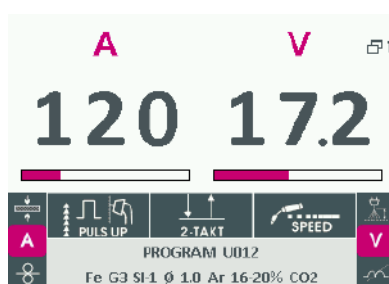 A V
120 17.2
PULS UP 2-TAKT SPEED
A V
PROGRAM U012
Fe G3 SI-1 Ø 1.0 Ar 16-20% CO2